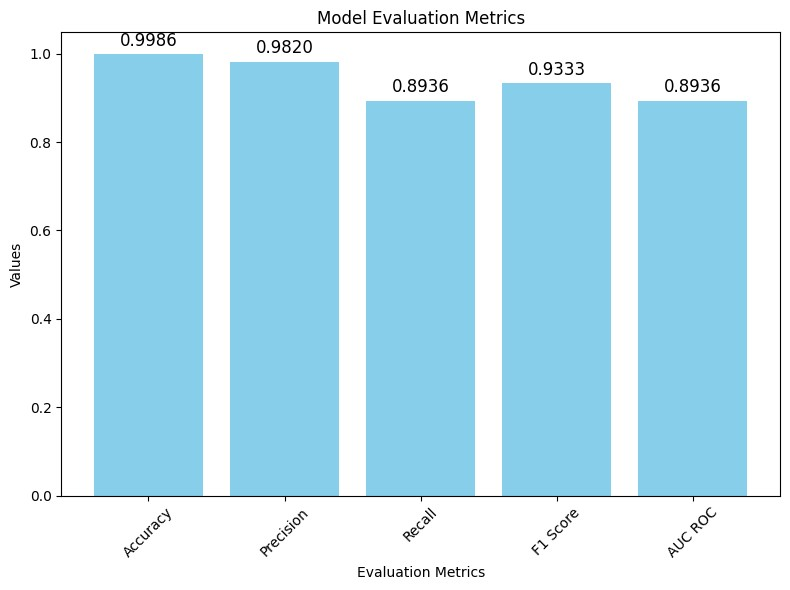 Model Evaluation Metrics
0.9986
0.9820
0.8936
0.9333
0.8936
1.0
0.8
0.6
0.4
0.2
0.0
Values
Accuracy
Precision
Recall
F1 Score
AUC ROC
Evaluation Metrics